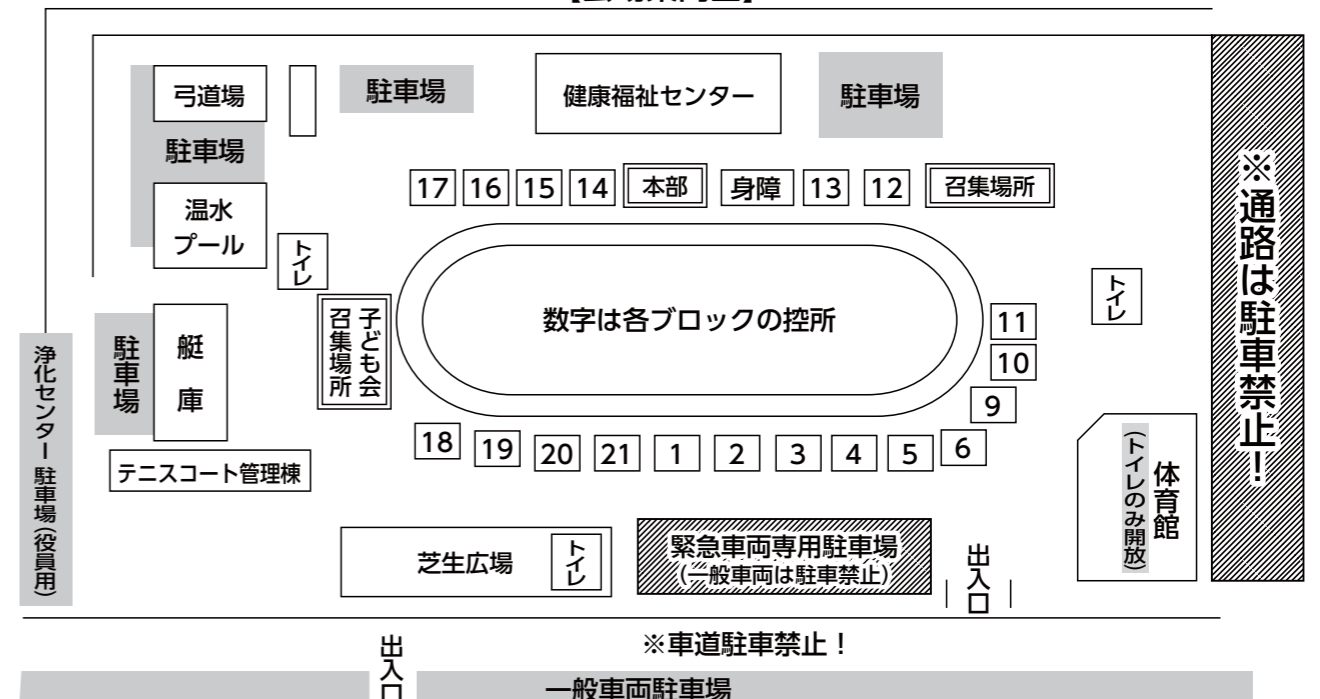 弓道場
駐車場
健康福祉センター
駐車場
駐車場
17 16 15 14 本部 身障 13 12 召集場所
温水
プール
トイレ
トイレ
数字は各ブロックの控所
子ども会
召集場所
11
10
9
駐車場
艇庫
18 19 20 21 1 2 3 4 5 6
テニスコート管理棟
浄化センター駐車場(役員用)
体育館
(トイレのみ開放)
※通路は駐車禁止!
芝生広場
トイレ
緊急車両専用駐車場
(一般車両は駐車禁止)
出入口
※車道駐車禁止!
出入口
一般車両駐車場